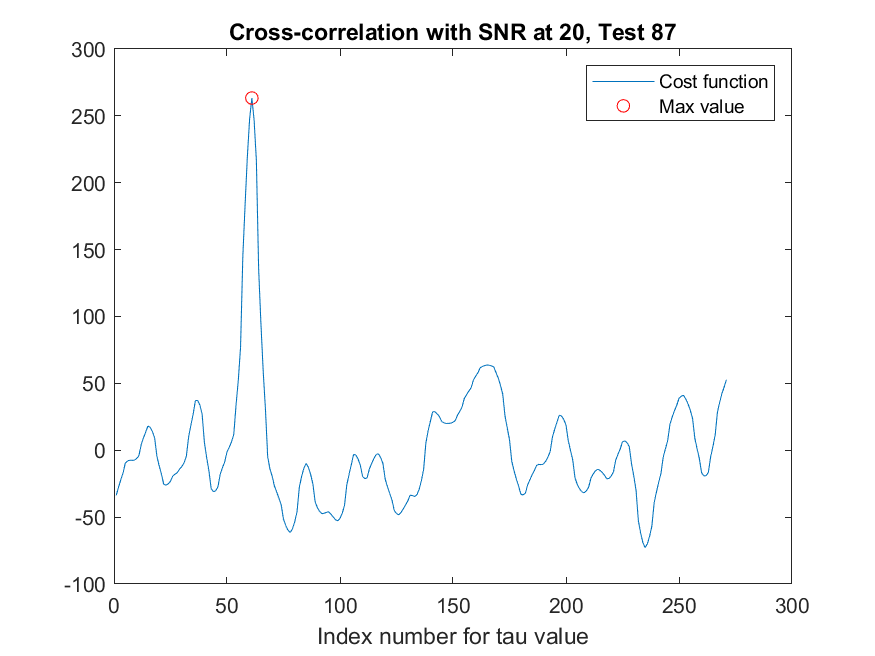 Cross-correlation with SNR at 20, Test 87
300
250
200
150
100
50
0
-50
-100
Cost function
Max value
0 50 100 150 200 250 300
Index number for tau value